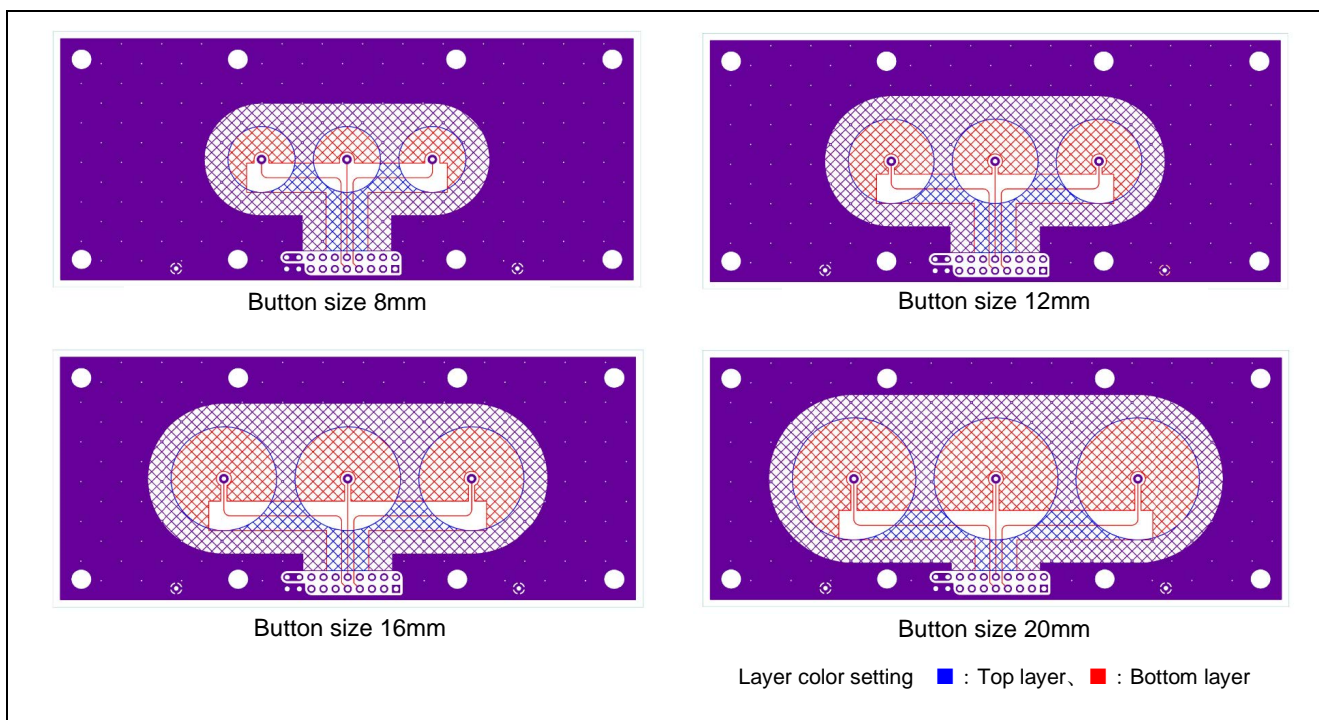 Button size 8mm
Button size 12mm
Button size 16mm
Button size 20mm
Layer color setting ■ : Top layer、■ : Bottom layer